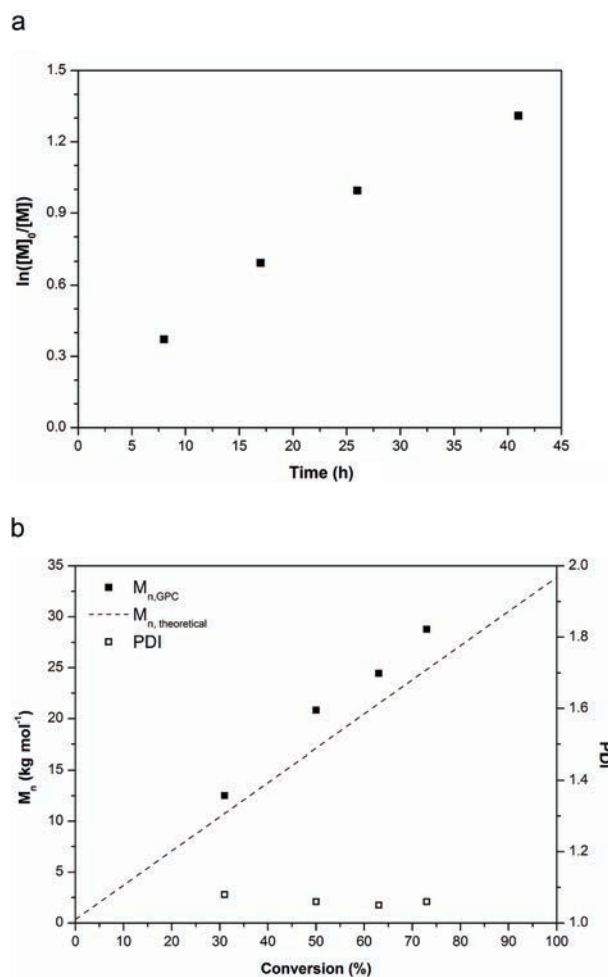 a
1.5
1.2
0.9
0.6
0.3
0.0
ln([M]₀/[M])
0 5 10 15 20 25 30 35 40 45
Time (h)
b
35
30
25
20
15
10
5
0
Mₙ (kg mol⁻¹)
Mₙ,GPC
Mₙ, theoretical
PDI
2.0
1.8
1.6
1.4
1.2
1.0
PDI
0 10 20 30 40 50 60 70 80 90 100
Conversion (%)